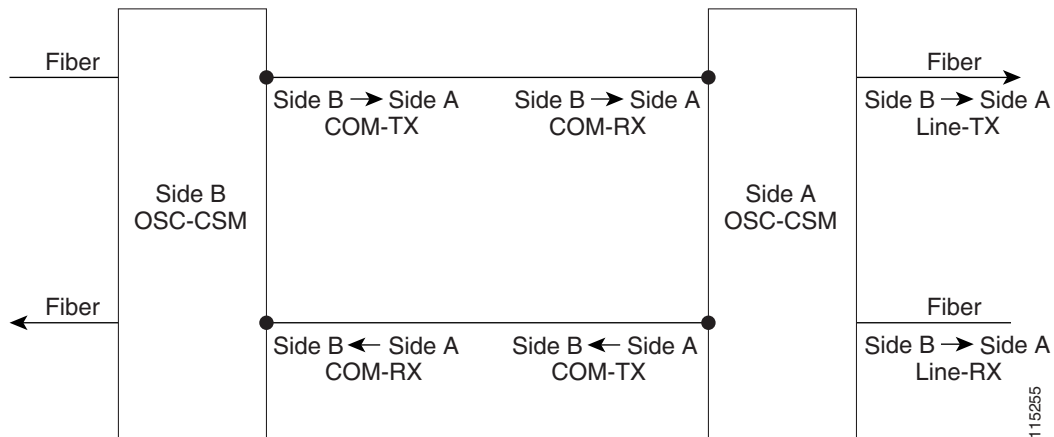 Fiber
Fiber
Side B → Side A
COM-TX
Side B → Side A
COM-RX
Side B → Side A
Line-TX
Side B
OSC-CSM
Side A
OSC-CSM
Fiber
Fiber
Side B ← Side A
COM-RX
Side B ← Side A
COM-TX
Side B → Side A
Line-RX
115255